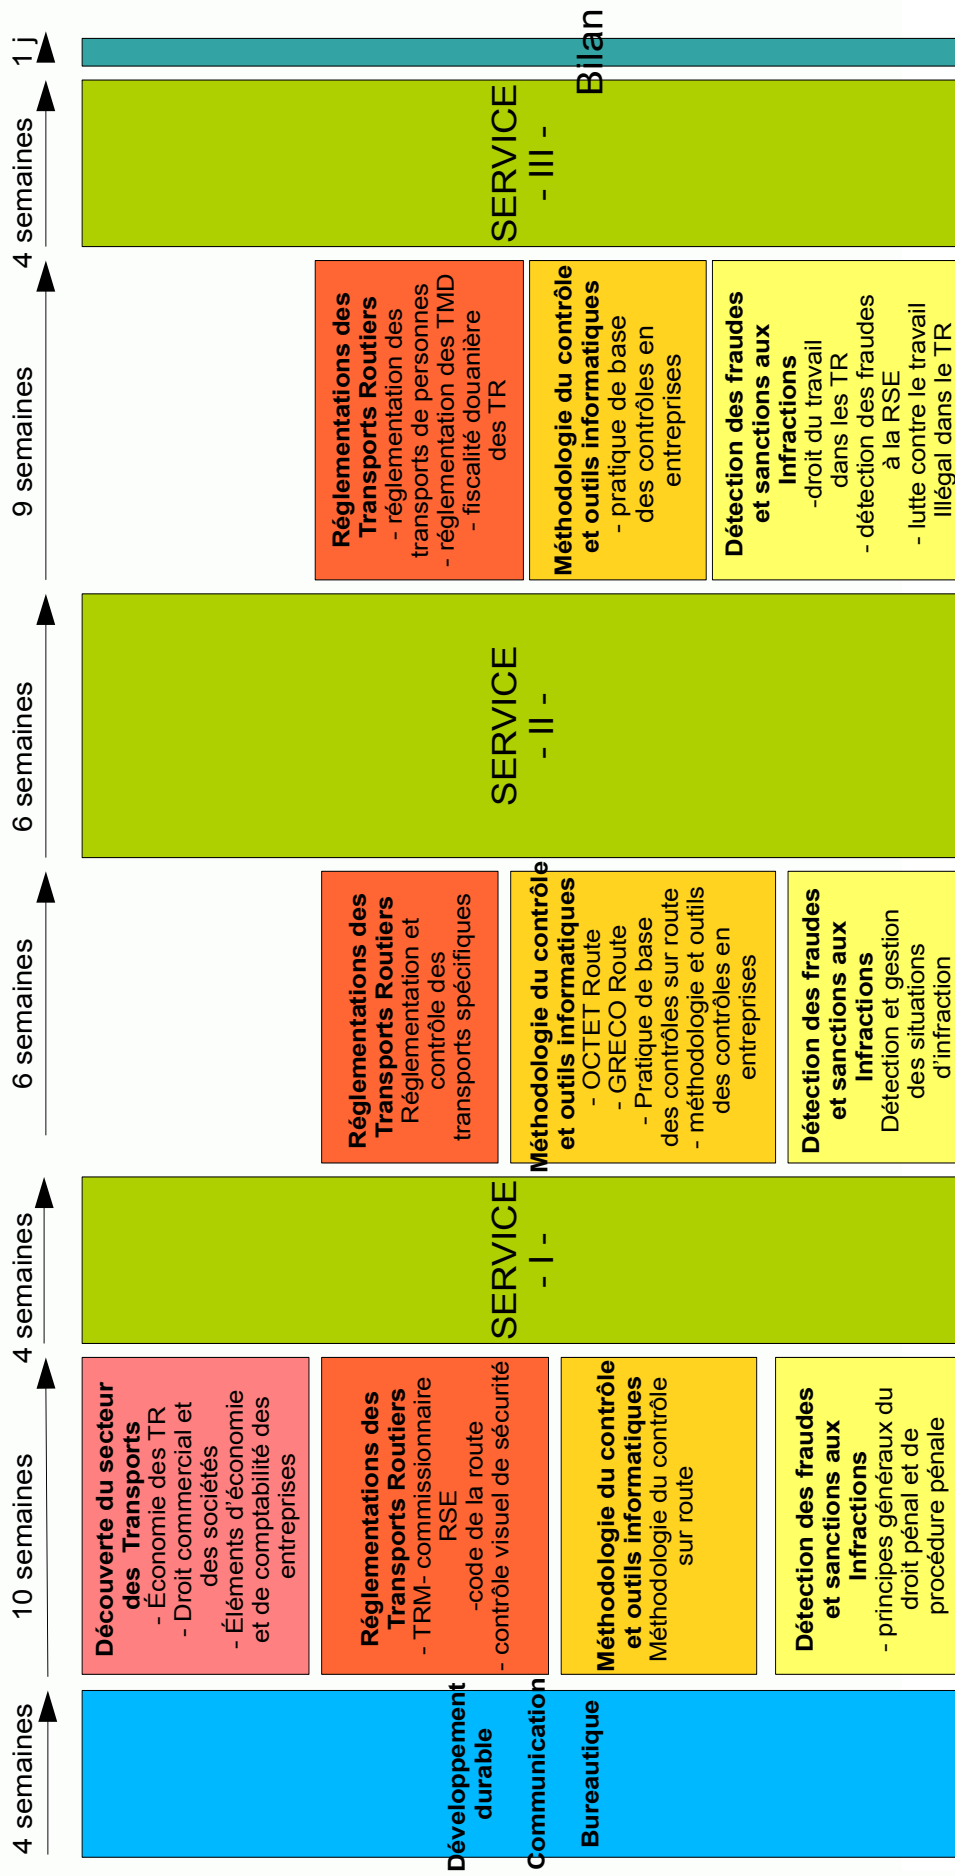 4 semaines
10 semaines
4 semaines
6 semaines
6 semaines
9 semaines
4 semaines
1 j
Développement
durable
Communication
Bureautique
Découverte du secteur
des Transports
- Économie des TR
- Droit commercial et
des sociétés
- Éléments d'économie
et de comptabilité des
entreprises
Réglementations des
Transports Routiers
- TRM- commissionnaire
RSE
-code de la route
- contrôle visuel de sécurité
Méthodologie du contrôle
et outils informatiques
Méthodologie du contrôle
sur route
Détection des fraudes
et sanctions aux
Infractions
- principes généraux du
droit pénal et de
procédure pénale
SERVICE
- I -
Réglementations des
Transports Routiers
Réglementation et
contrôle des
transports spécifiques
Méthodologie du contrôle
et outils informatiques
- OCTET Route
- GRECO Route
- Pratique de base
des contrôles sur route
- méthodologie et outils
des contrôles en
entreprises
Détection des fraudes
et sanctions aux
Infractions
Détection et gestion
des situations
d'infraction
SERVICE
- II -
Réglementations des
Transports Routiers
- réglementation des
transports de personnes
- réglementation des TMD
- fiscalité douanière
des TR
Méthodologie du contrôle
et outils informatiques
- pratique de base
des contrôles en
entreprises
Détection des fraudes
et sanctions aux
Infractions
-droit du travail
dans les TR
- détection des fraudes
à la RSE
- lutte contre le travail
Illégal dans le TR
SERVICE
- III -
Bilan